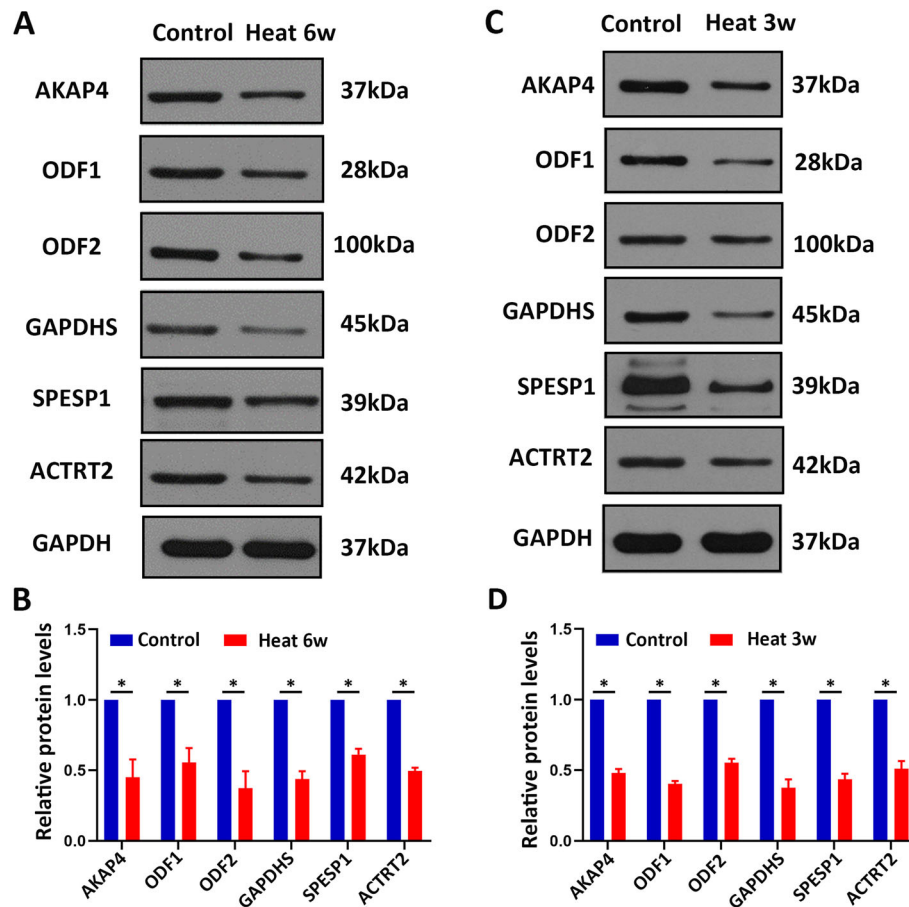 A
Control Heat 6w
AKAP4 37kDa
ODF1 28kDa
ODF2 100kDa
GAPDHS 45kDa
SPESP1 39kDa
ACTRT2 42kDa
GAPDH 37kDa
B
Relative protein levels
1.5
1.0
0.5
0.0
Control Heat 6w
* * * * * *
AKAP4 ODF1 ODF2 GAPDHS SPESP1 ACTRT2
C
Control Heat 3w
AKAP4 37kDa
ODF1 28kDa
ODF2 100kDa
GAPDHS 45kDa
SPESP1 39kDa
ACTRT2 42kDa
GAPDH 37kDa
D
Relative protein levels
1.5
1.0
0.5
0.0
Control Heat 3w
* * * * * *
AKAP4 ODF1 ODF2 GAPDHS SPESP1 ACTRT2